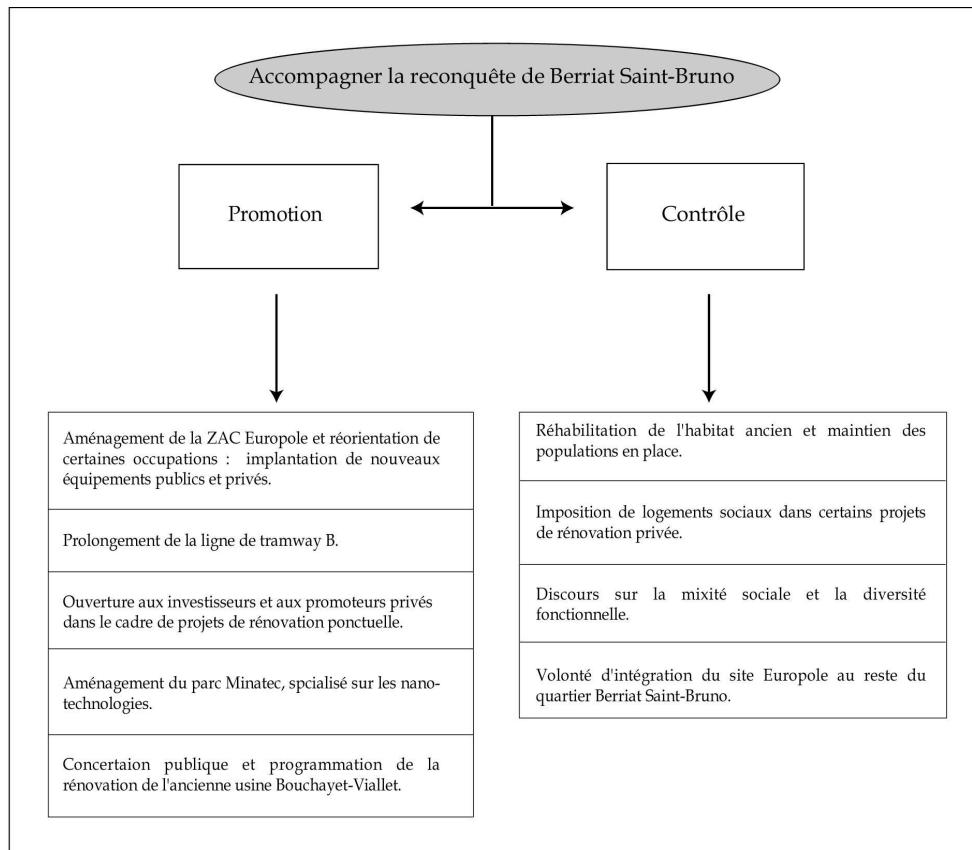 Accompagner la reconquête de Berriat Saint-Bruno
Promotion
Contrôle
Aménagement de la ZAC Europole et réorientation de
certaines occupations : implantation de nouveaux
équipements publics et privés.
Prolongement de la ligne de tramway B.
Ouverture aux investisseurs et aux promoteurs privés
dans le cadre de projets de rénovation ponctuelle.
Aménagement du parc Minatec, spcialisé sur les nano-
technologies.
Concertaion publique et programmation de la
rénovation de l'ancienne usine Bouchayet-Viallet.
Réhabilitation de l'habitat ancien et maintien des
populations en place.
Imposition de logements sociaux dans certains projets
de rénovation privée.
Discours sur la mixité sociale et la diversité
fonctionnelle.
Volonté d'intégration du site Europole au reste du
quartier Berriat Saint-Bruno.